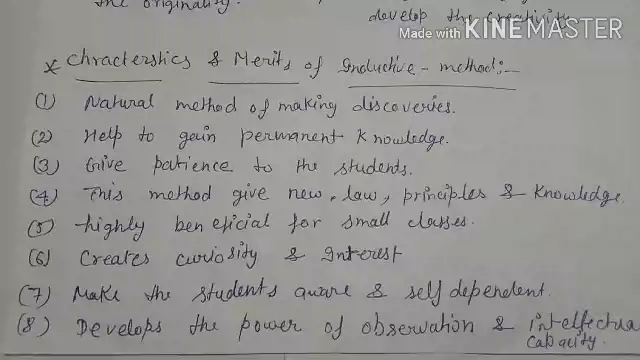 the originality.
develop the creativity
Made with KINEMASTER
* Chracterstics & Merits of Inductive - method:-
(1) Natural method of making discoveries.
(2) Help to gain permanent knowledge.
(3) Give patience to the students.
(4) This method give new, law, principles & knowledge.
(5) highly beneficial for small classes.
(6) Creates curiosity & Interest
(7) Make the students aware & self dependent.
(8) Develops the power of observation & intellectual
capacity.